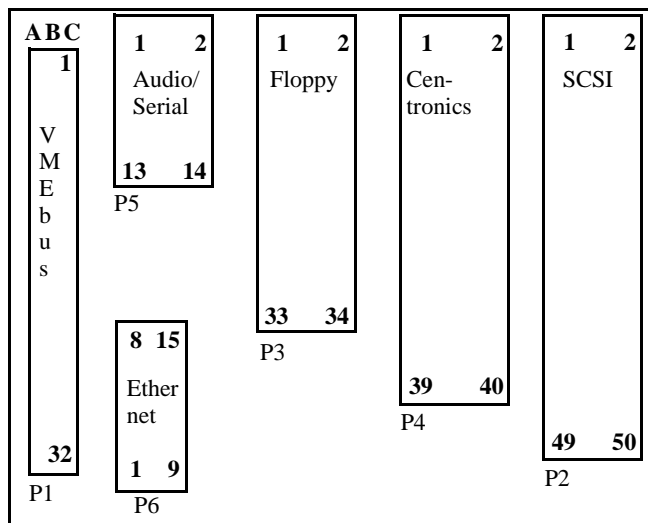 A B C
1
V
M
E
b
u
s
32
P1
1 2
Audio/
Serial
13 14
P5
8 15
Ether
net
1 9
P6
1 2
Floppy
33 34
P3
1 2
Cen-
tronics
39 40
P4
1 2
SCSI
49 50
P2